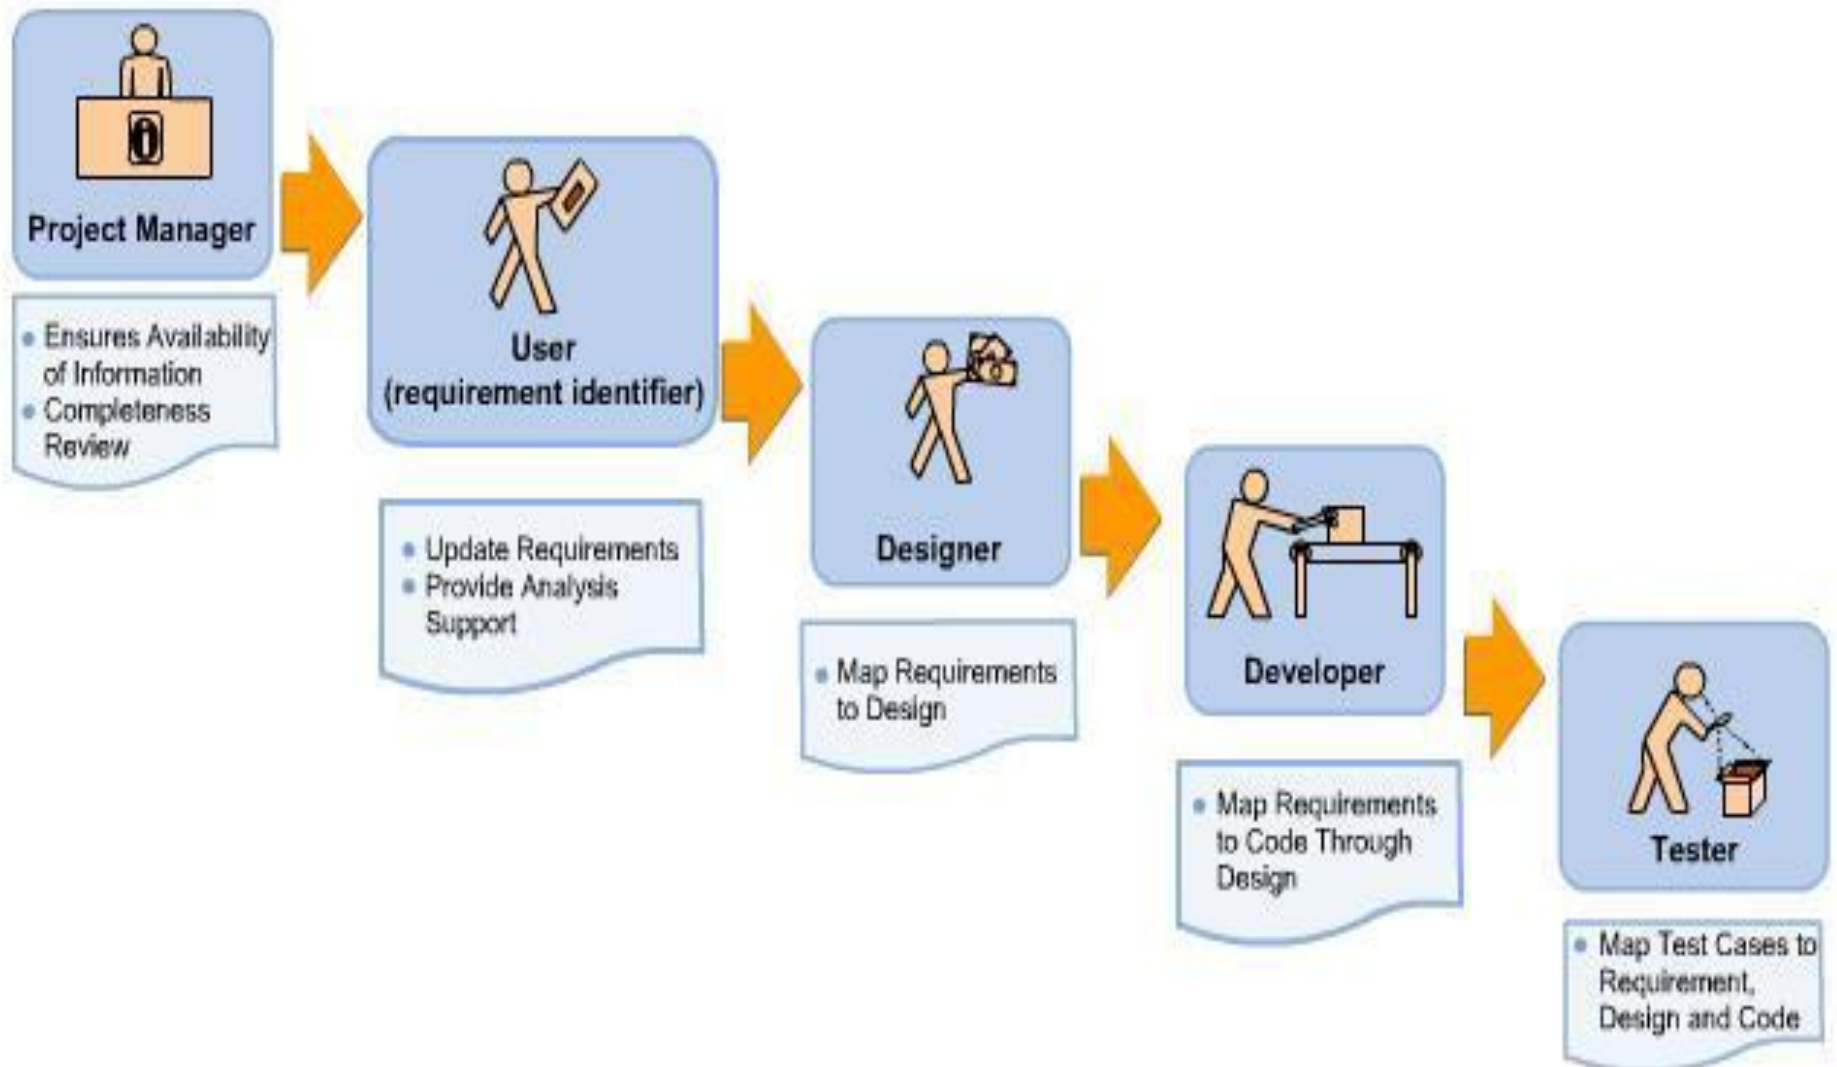 Project Manager
• Ensures Availability
of Information
• Completeness
Review
User
(requirement identifier)
• Update Requirements
• Provide Analysis
Support
Designer
• Map Requirements
to Design
Developer
• Map Requirements
to Code Through
Design
Tester
• Map Test Cases to
Requirement,
Design and Code